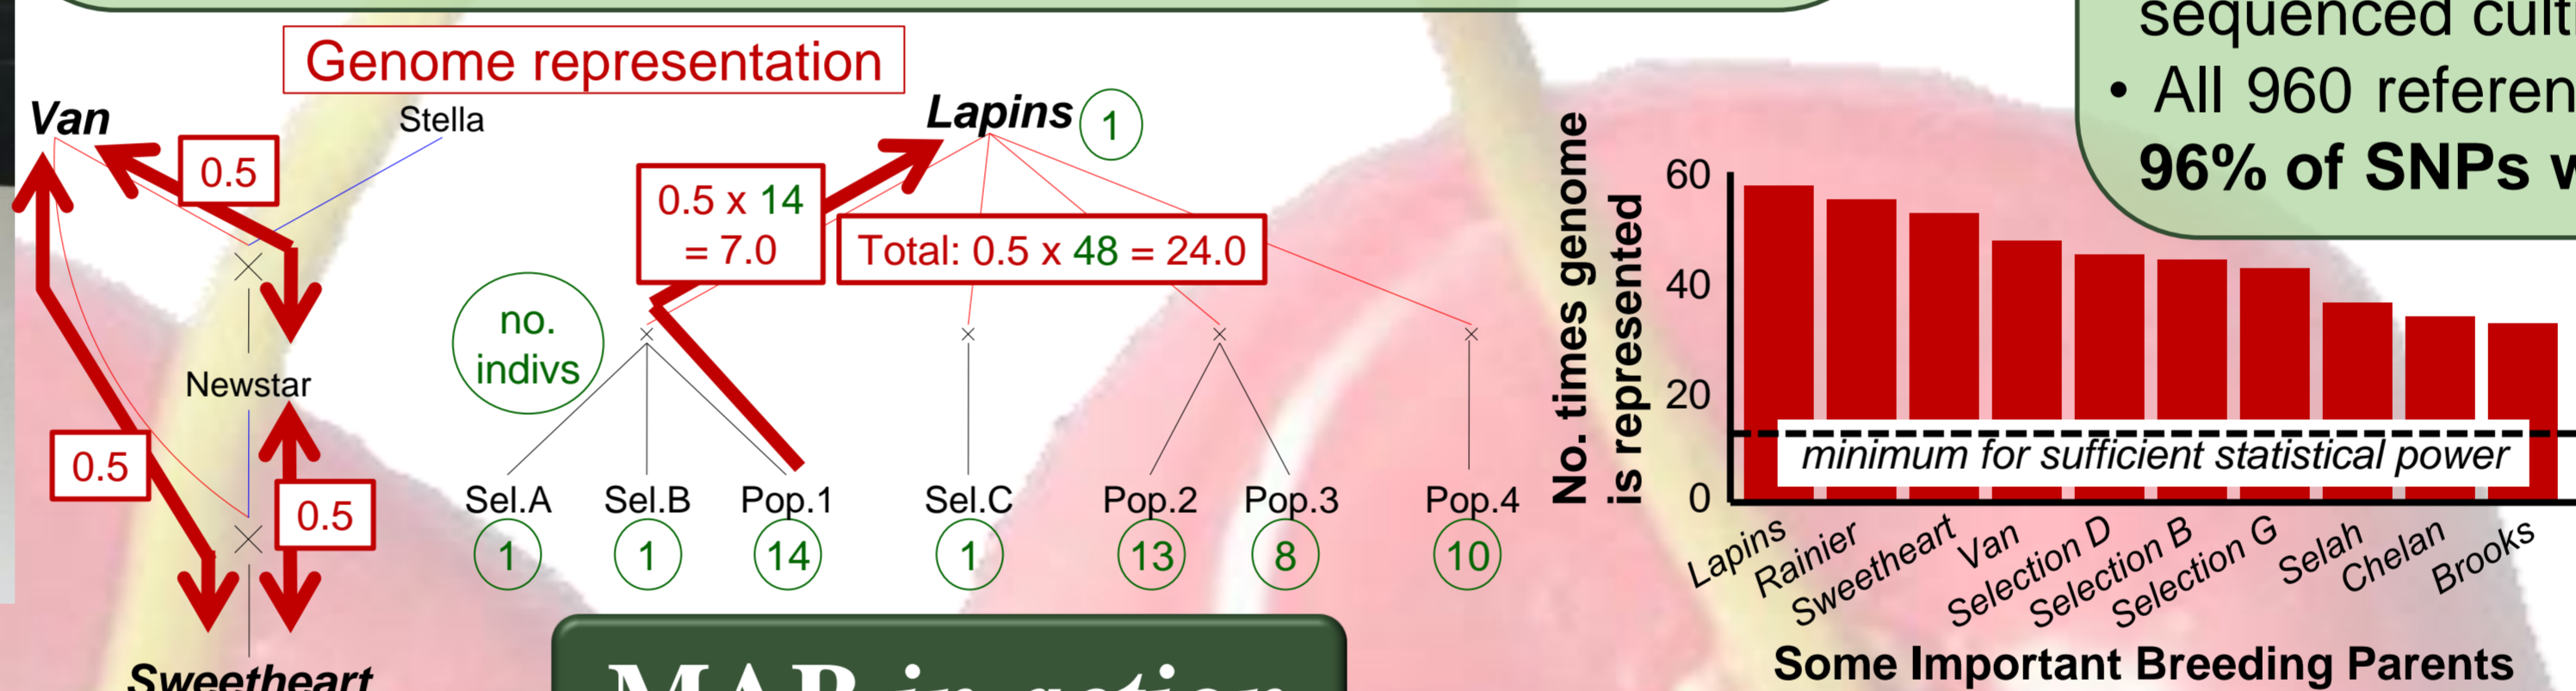 sequenced
• All 960
96% of SNPs
Genome representation
Van
Stella
Lapins
1
0.5
0.5 x 14
= 7.0
Total: 0.5 x 48 = 24.0
no.
indivs
Newstar
0.5
0.5
Sel.A
Sel.B
Pop.1
Sel.C
Pop.2
Pop.3
Pop.4
1
1
14
1
13
8
10
Sweetheart
MAB in action
No. times genome
is represented
60
40
20
0
minimum for sufficient statistical power
Lapins
Rainier
Sweetheart
Van
Selection D
Selection B
Selection G
Selah
Chelan
Brooks
Some Important Breeding Parents